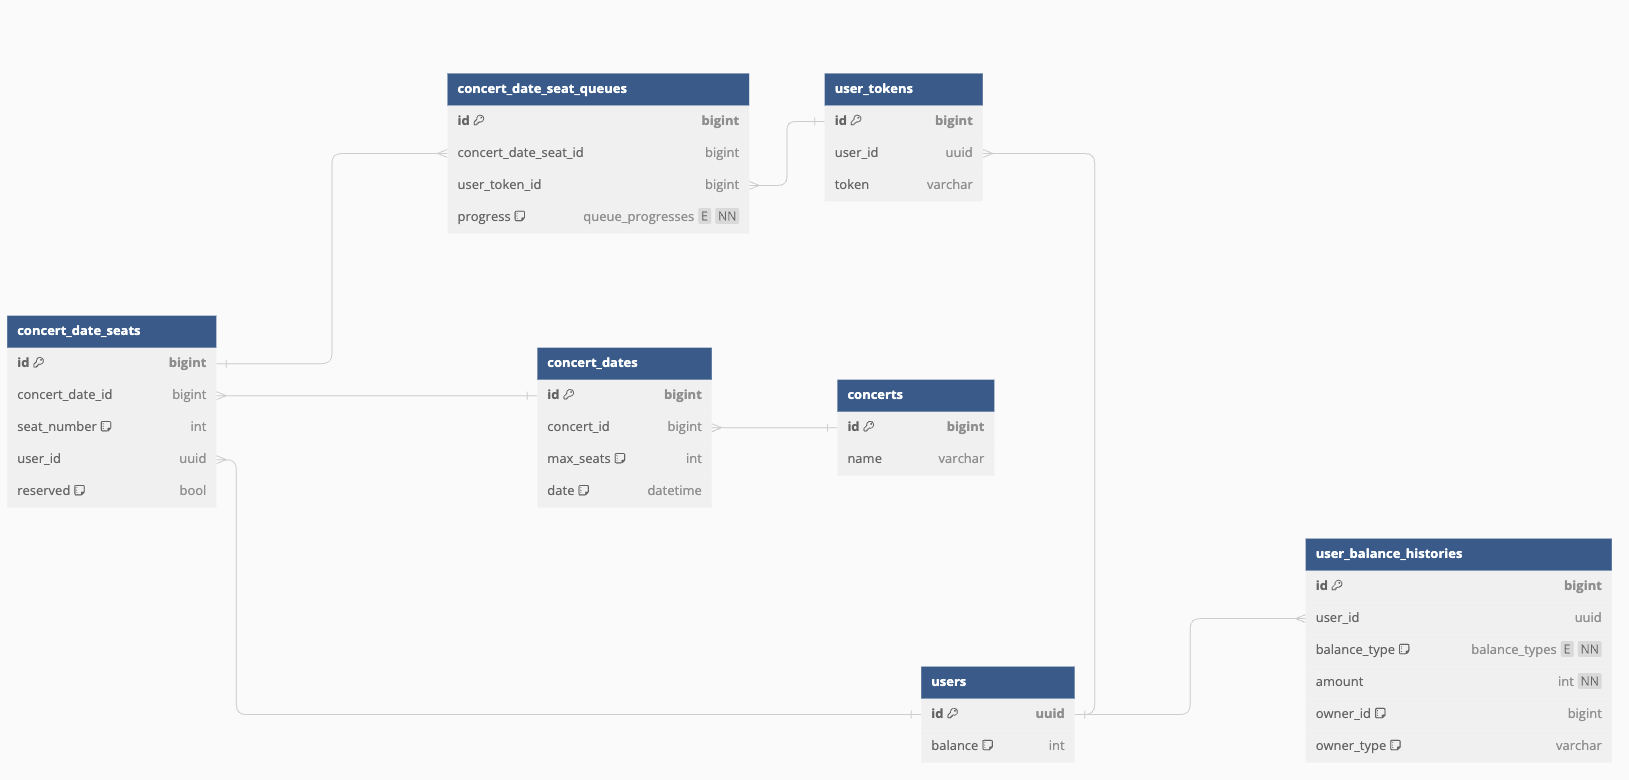 concert_date_seat_queues
id bigint
concert_date_seat_id bigint
user_token_id bigint
progress queue_progresses E NN
user_tokens
id bigint
user_id uuid
token varchar
concert_date_seats
id bigint
concert_date_id bigint
seat_number int
user_id uuid
reserved bool
concert_dates
id bigint
concert_id bigint
max_seats int
date datetime
concerts
id bigint
name varchar
user_balance_histories
id bigint
user_id uuid
balance_type balance_types E NN
amount int NN
owner_id bigint
owner_type varchar
users
id uuid
balance int